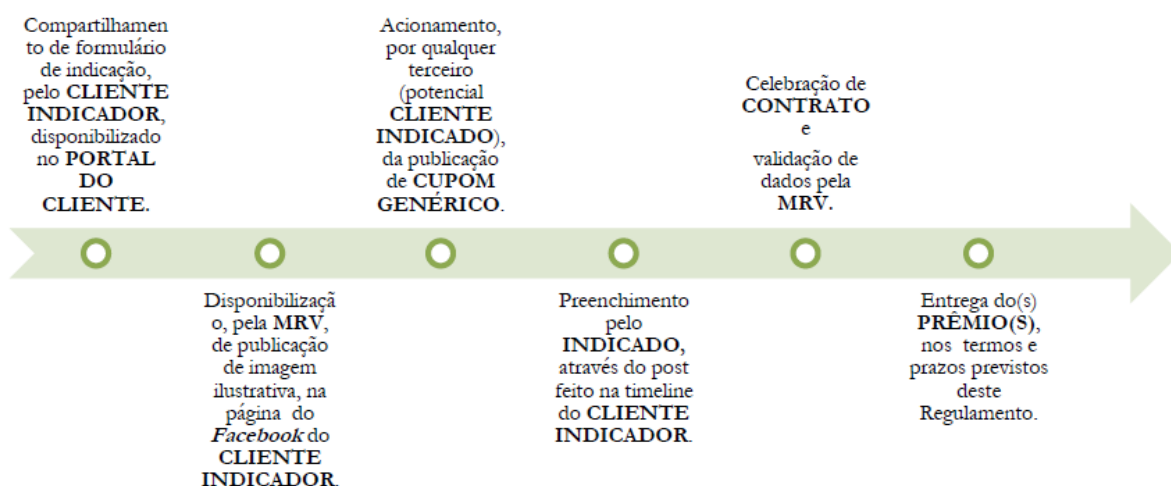 Compartilhamen
to de formulário
de indicação,
pelo CLIENTE
INDICADOR,
disponibilizado
no PORTAL
DO
CLIENTE.
Disponibilizaçã
o, pela MRV,
de publicação
de imagem
ilustrativa, na
página do
Facebook do
CLIENTE
INDICADOR.
Acionamento,
por qualquer
terceiro
(potencial
CLIENTE
INDICADO),
da publicação
de CUPOM
GENÉRICO.
Preenchimento
pelo
INDICADO,
através do post
feito na timeline
do CLIENTE
INDICADOR.
Celebração de
CONTRATO
e
validação de
dados pela
MRV.
Entrega do(s)
PRÊMIO(S),
nos termos e
prazos previstos
deste
Regulamento.